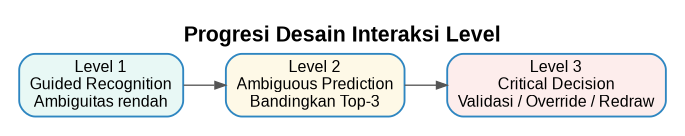 Progresi Desain Interaksi Level
Level 1
Guided Recognition
Ambiguitas rendah
Level 2
Ambiguous Prediction
Bandingkan Top-3
Level 3
Critical Decision
Validasi / Override / Redraw